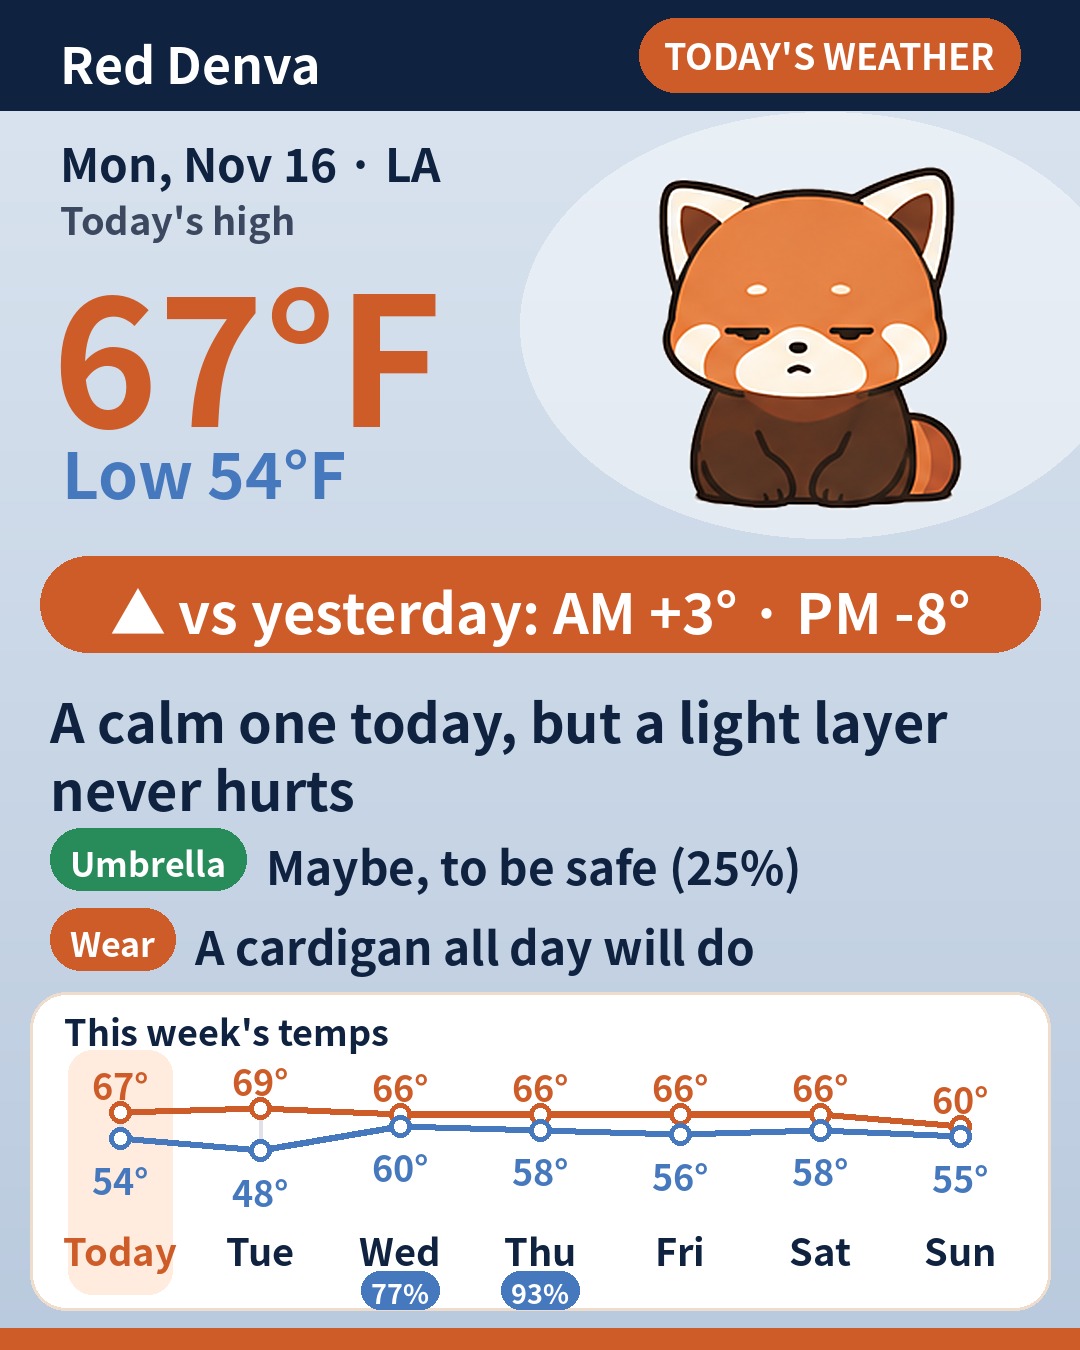 Red Denva
TODAY'S WEATHER
Mon, Nov 16 · LA
Today's high
67°F
Low 54°F
▲ vs yesterday: AM +3° · PM -8°
A calm one today, but a light layer
never hurts
Umbrella Maybe, to be safe (25%)
Wear A cardigan all day will do
This week's temps
67° 69° 66° 66° 66° 66° 60°
54° 48° 60° 58° 56° 58° 55°
Today Tue Wed Thu Fri Sat Sun
77% 93%